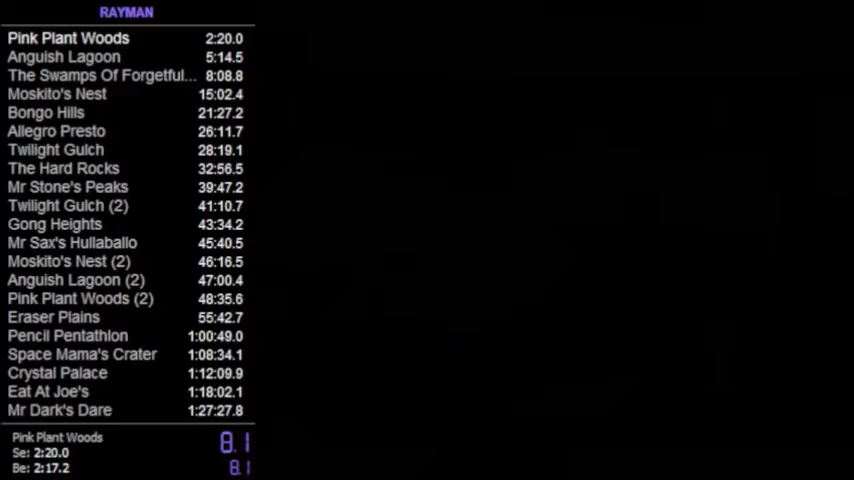 RAYMAN
Pink Plant Woods 2:20.0
Anguish Lagoon 5:14.5
The Swamps Of Forgetful... 8:08.8
Moskito's Nest 15:02.4
Bongo Hills 21:27.2
Allegro Presto 26:11.7
Twilight Gulch 28:19.1
The Hard Rocks 32:56.5
Mr Stone's Peaks 39:47.2
Twilight Gulch (2) 41:10.7
Gong Heights 43:34.2
Mr Sax's Hullaballo 45:40.5
Moskito's Nest (2) 46:16.5
Anguish Lagoon (2) 47:00.4
Pink Plant Woods (2) 48:35.6
Eraser Plains 55:42.7
Pencil Pentathlon 1:00:49.0
Space Mama's Crater 1:08:34.1
Crystal Palace 1:12:09.9
Eat At Joe's 1:18:02.1
Mr Dark's Dare 1:27:27.8
Pink Plant Woods 8.1
Se: 2:20.0
Be: 2:17.2 8.1